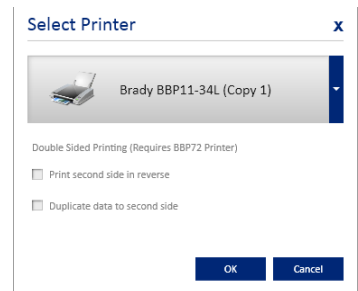 Select Printer
x
Brady BBP11-34L (Copy 1)
Double Sided Printing (Requires BBP72 Printer)
Print second side in reverse
Duplicate data to second side
OK
Cancel